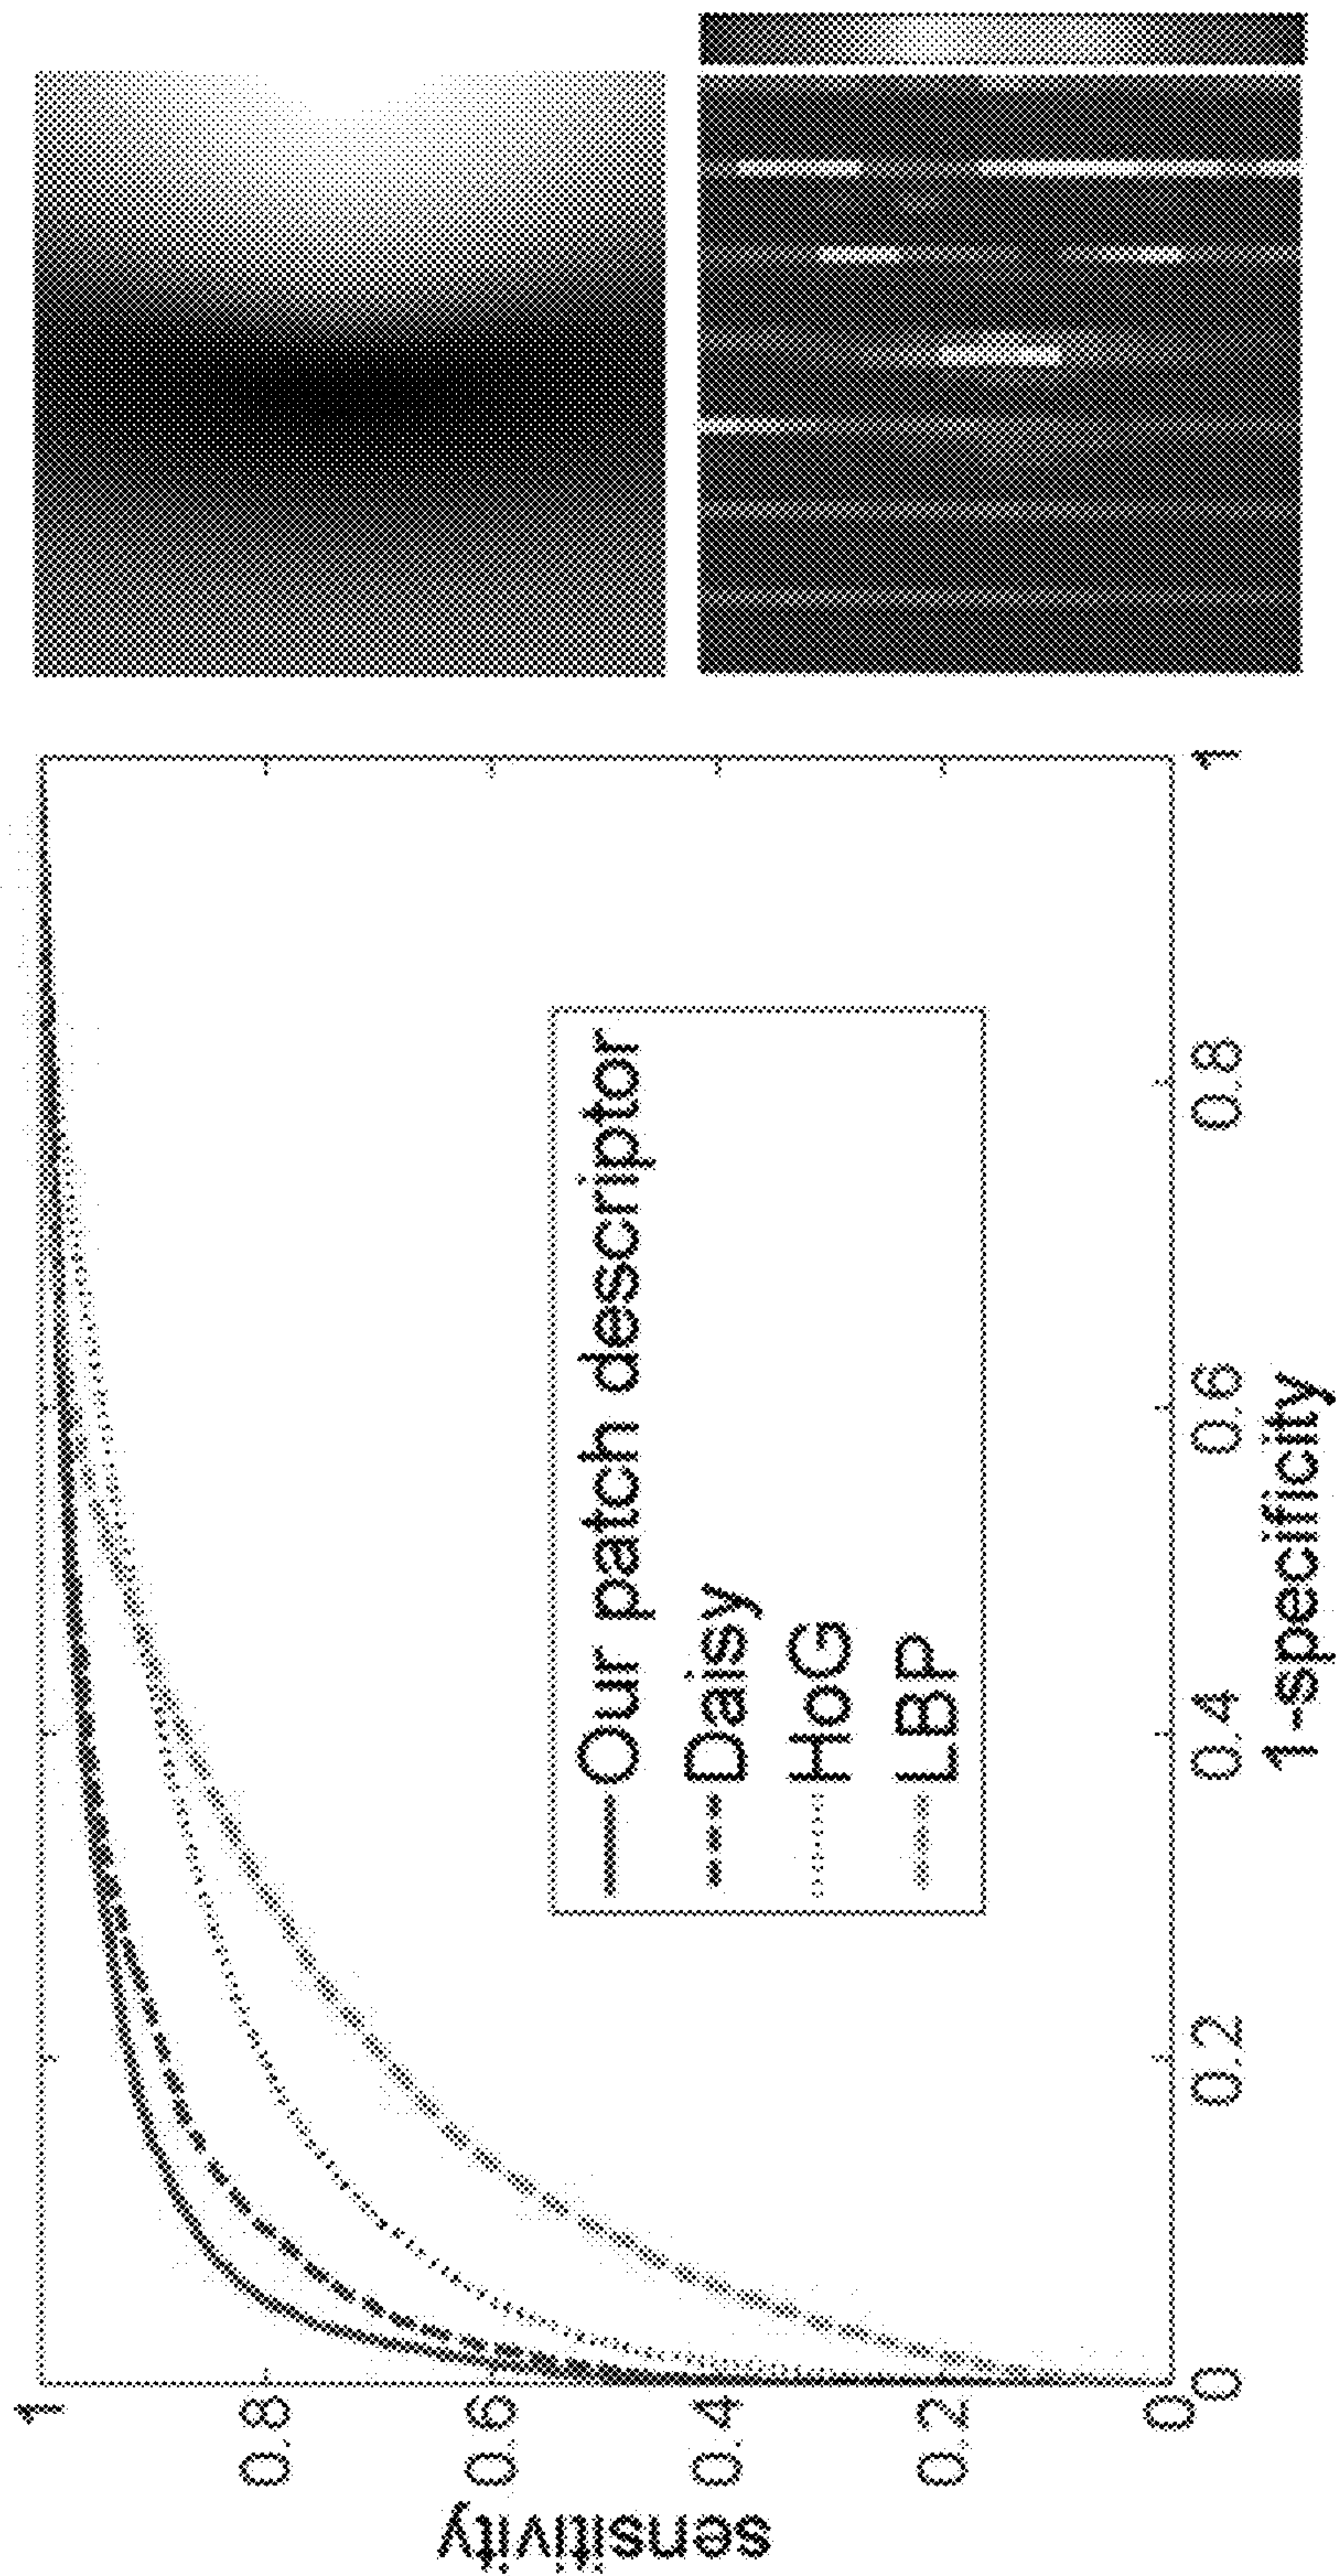 sensitivity
1
0.8
0.6
0.4
0.2
0
Our patch descriptor
Daisy
HoG
LBP
0
0.2
0.4
0.6
0.8
1
1-specificity